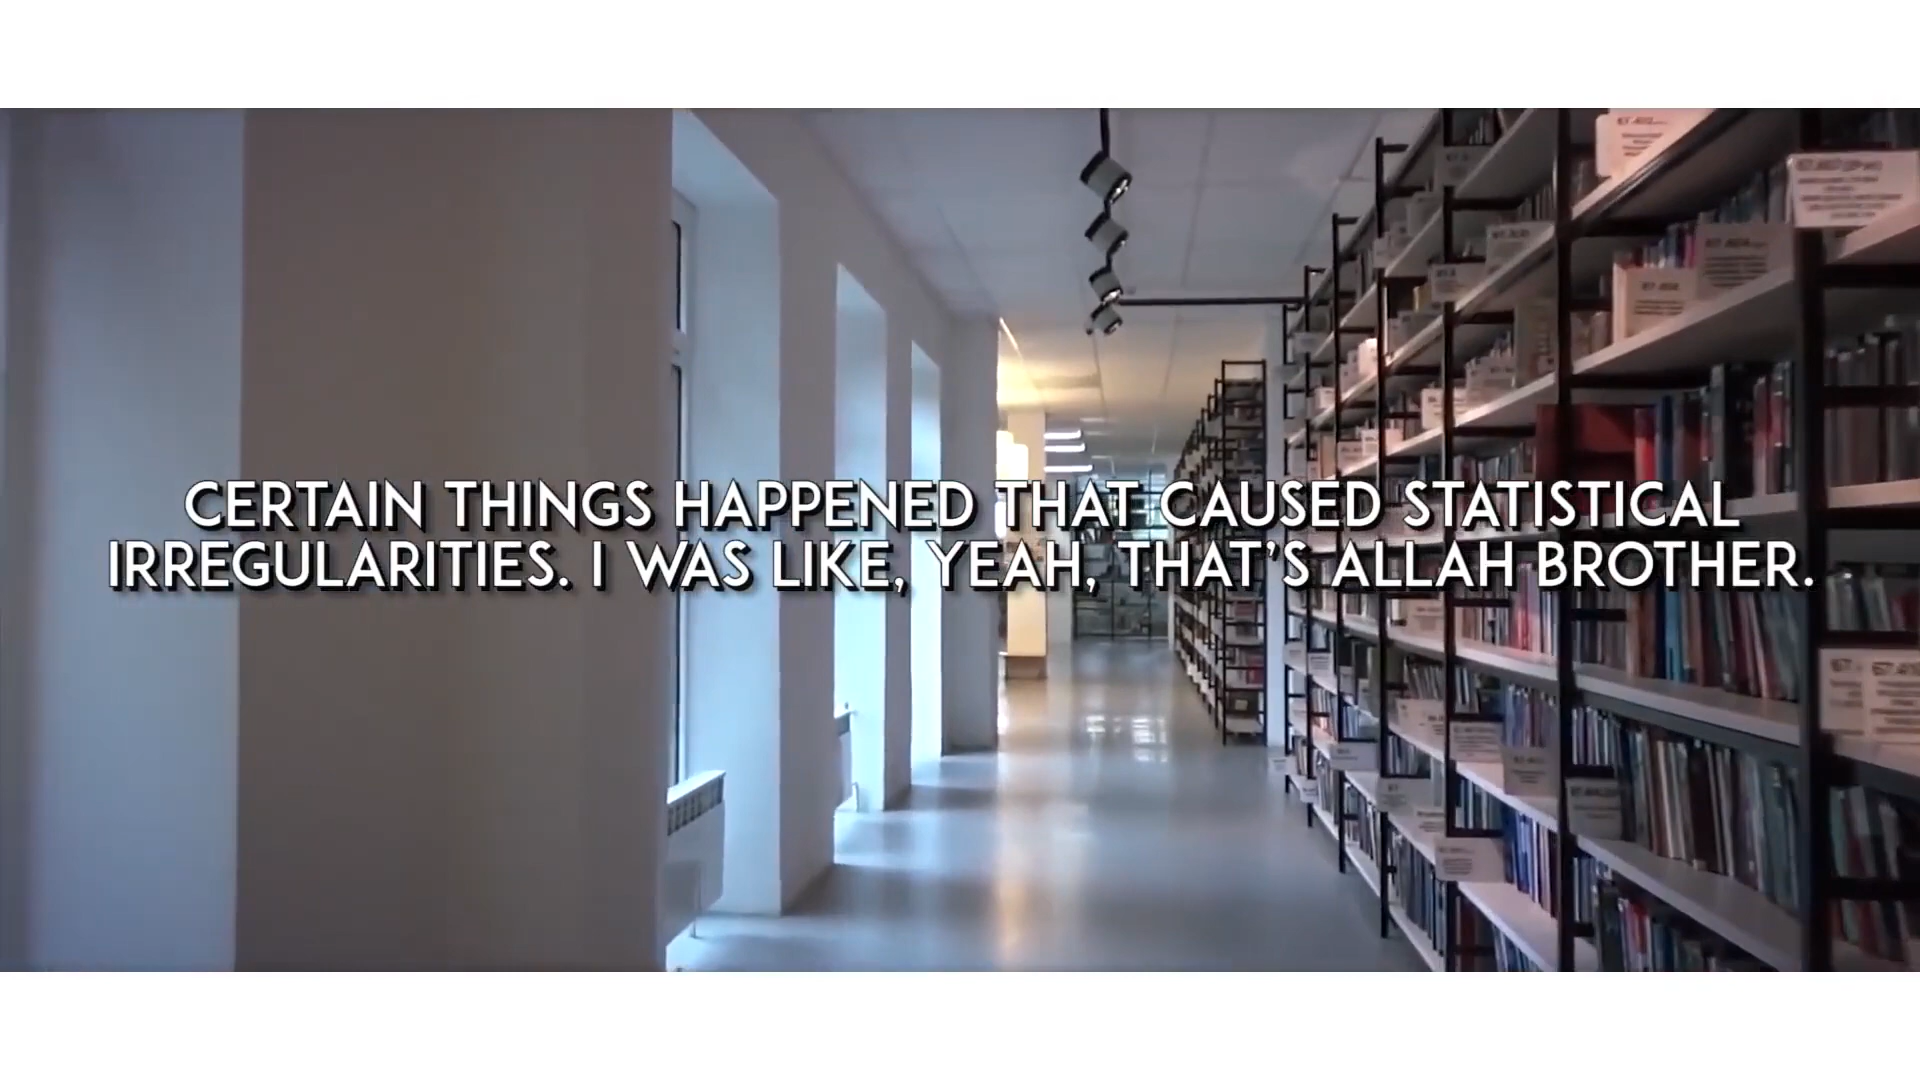 CERTAIN THINGS HAPPENED THAT CAUSED STATISTICAL
IRREGULARITIES. I WAS LIKE, YEAH, THAT'S ALLAH BROTHER.